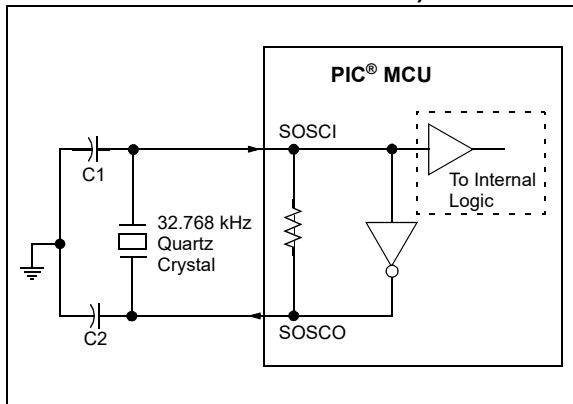 PIC® MCU
SOSCI
C1
To Internal
Logic
32.768 kHz
Quartz
Crystal
C2
SOSCO